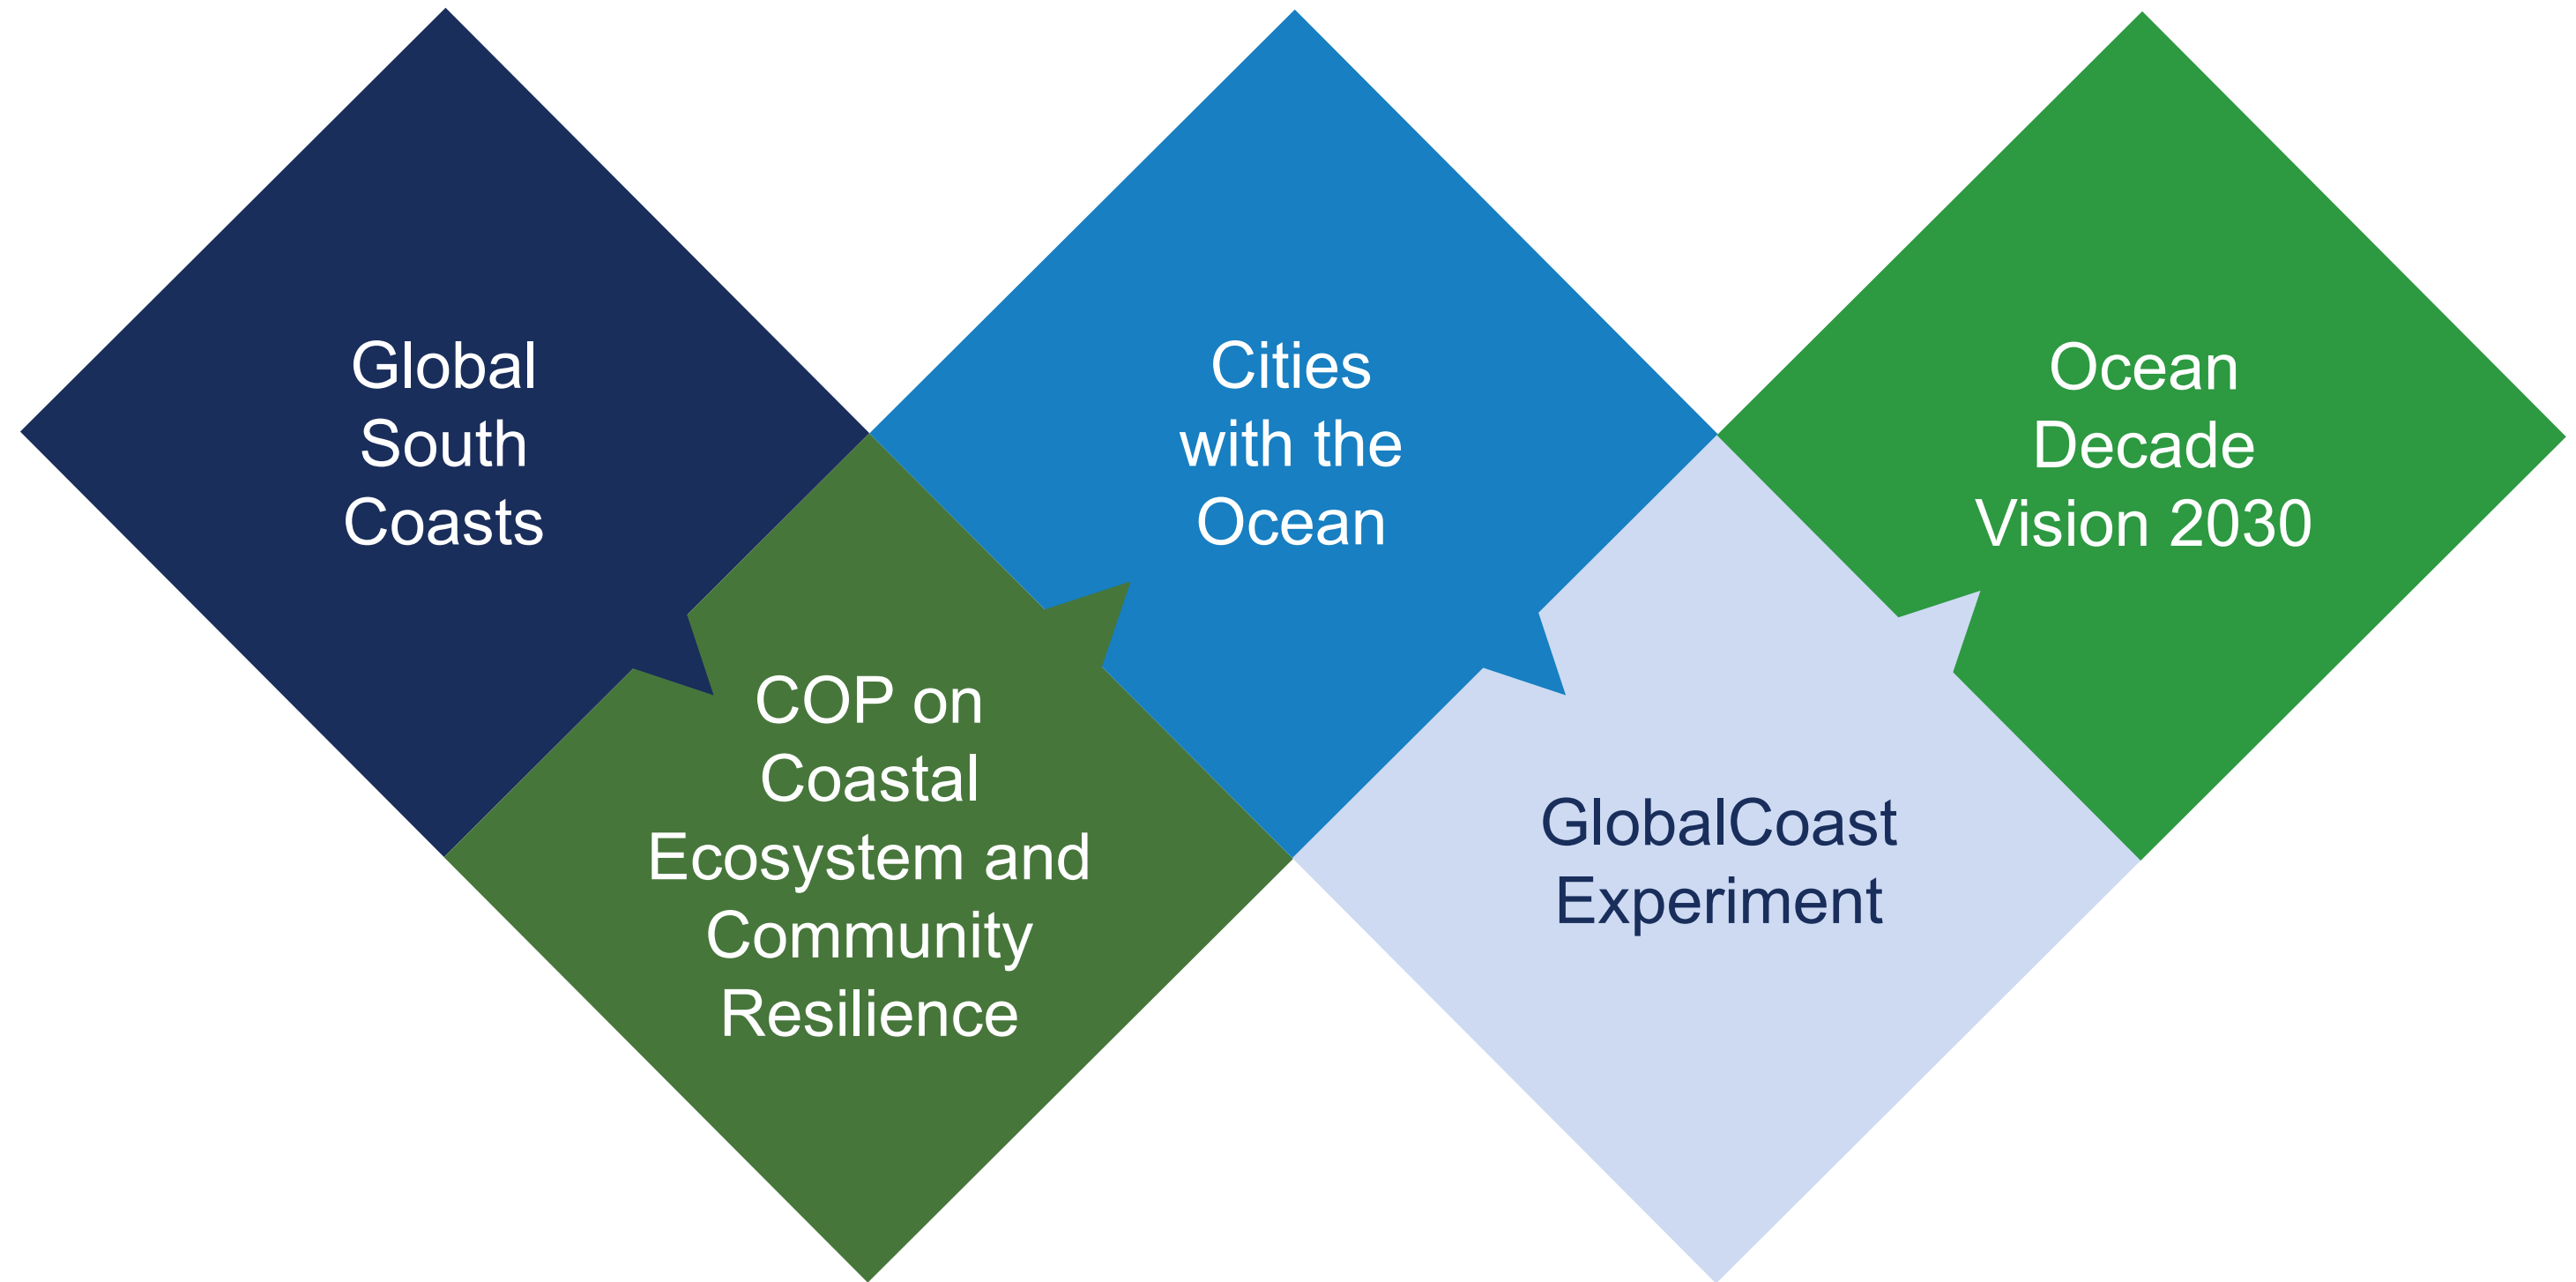 Global
South
Coasts
COP on
Coastal
Ecosystem and
Community
Resilience
Cities
with the
Ocean
GlobalCoast
Experiment
Ocean
Decade
Vision 2030